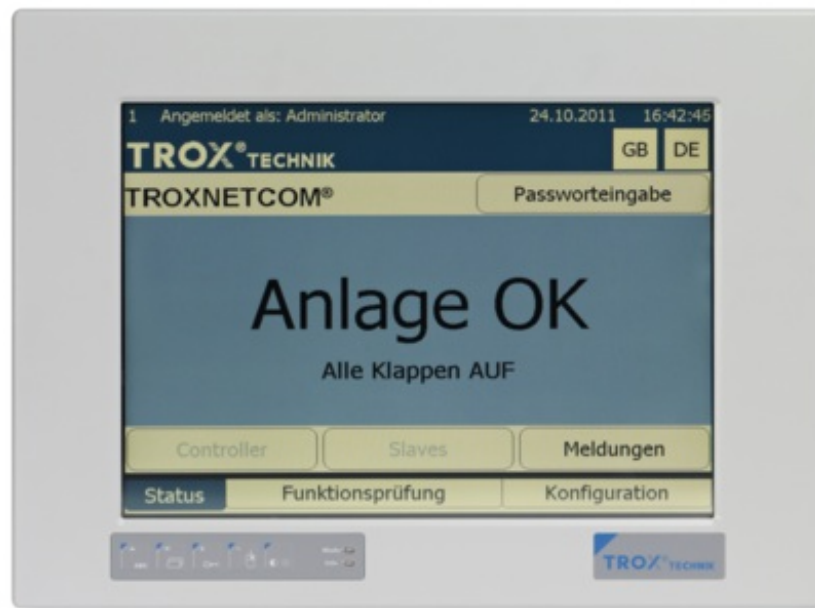 1 Angemeldet als: Administrator 24.10.2011 16:42:45
TROX® TECHNIK GB DE
TROXNETCOM® Passworteingabe
Anlage OK
Alle Klappen AUF
Controller Slaves Meldungen
Status Funktionsprüfung Konfiguration
TROX® TECHNIK